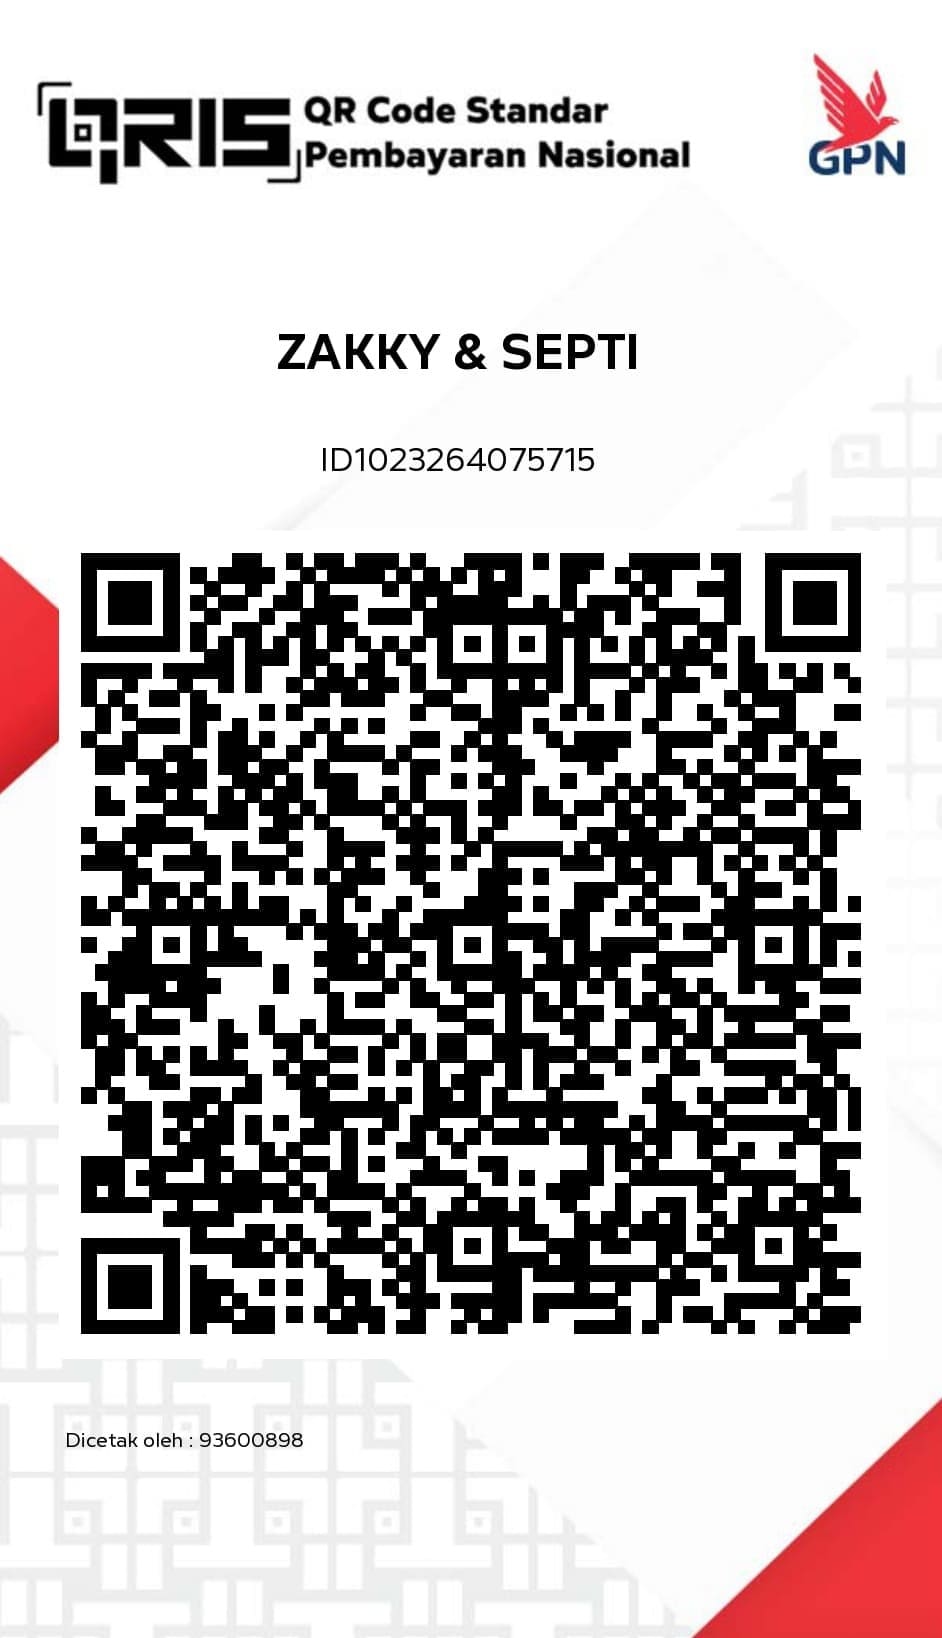 QRIS QR Code Standar
Pembayaran Nasional
GPN
ZAKKY & SEPTI
ID1023264075715
Dicetak oleh : 93600898